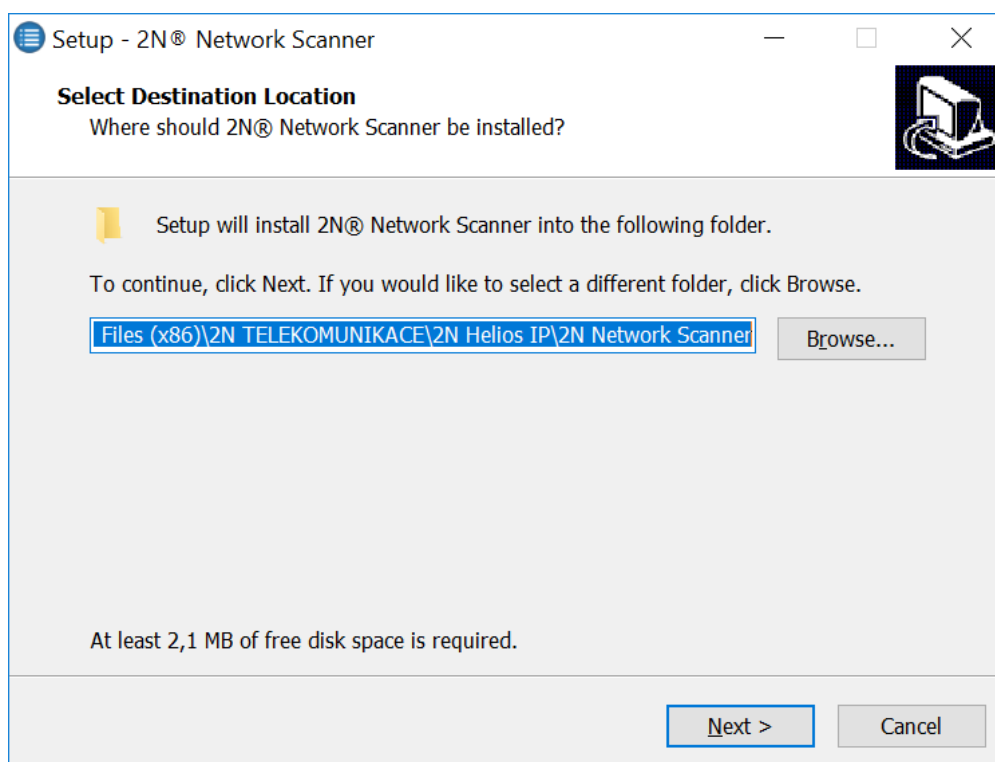 Setup - 2N® Network Scanner
Select Destination Location
Where should 2N® Network Scanner be installed?
Setup will install 2N® Network Scanner into the following folder.
To continue, click Next. If you would like to select a different folder, click Browse.
Files (x86)\2N TELEKOMUNIKACE\2N Helios IP\2N Network Scanner
Browse...
At least 2,1 MB of free disk space is required.
Next >
Cancel